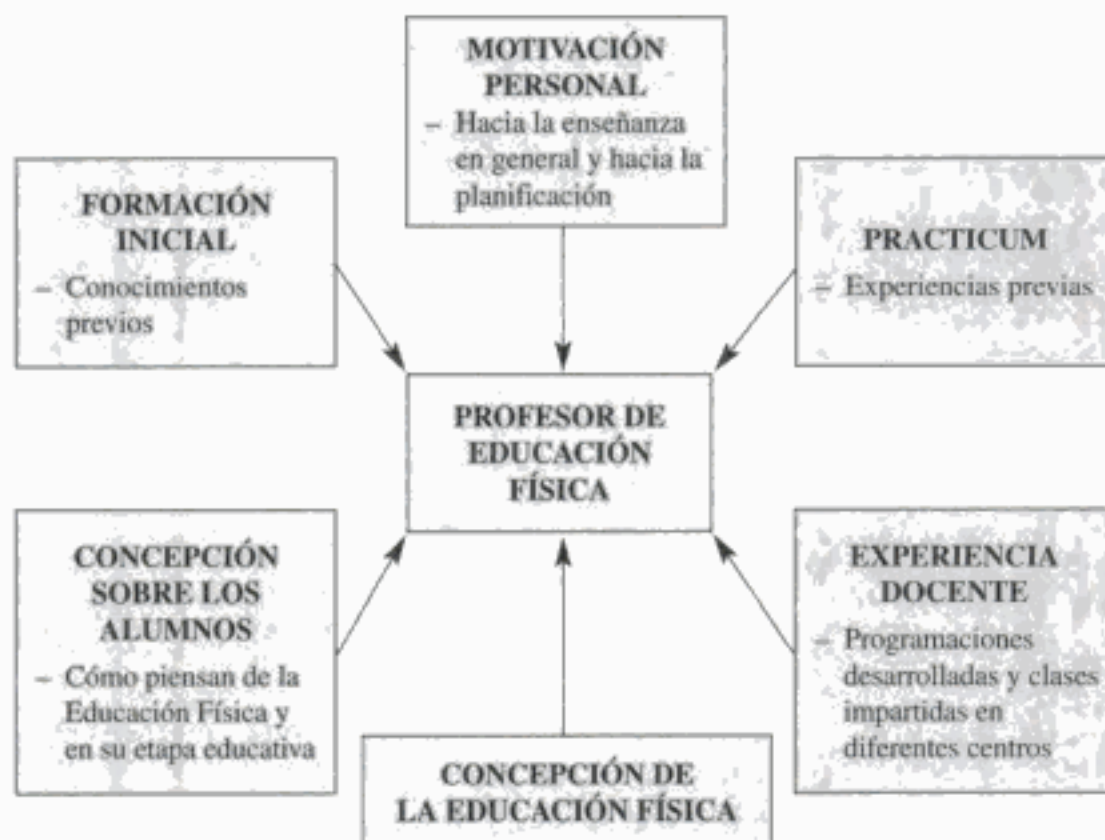 MOTIVACIÓN
PERSONAL
– Hacia la enseñanza
en general y hacia la
planificación
FORMACIÓN
INICIAL
– Conocimientos
previos
PRACTICUM
– Experiencias previas
PROFESOR DE
EDUCACIÓN
FÍSICA
CONCEPCIÓN
SOBRE LOS
ALUMNOS
– Cómo piensan de la
Educación Física y
en su etapa educativa
EXPERIENCIA
DOCENTE
– Programaciones
desarrolladas y clases
impartidas en
diferentes centros
CONCEPCIÓN DE
LA EDUCACIÓN FÍSICA